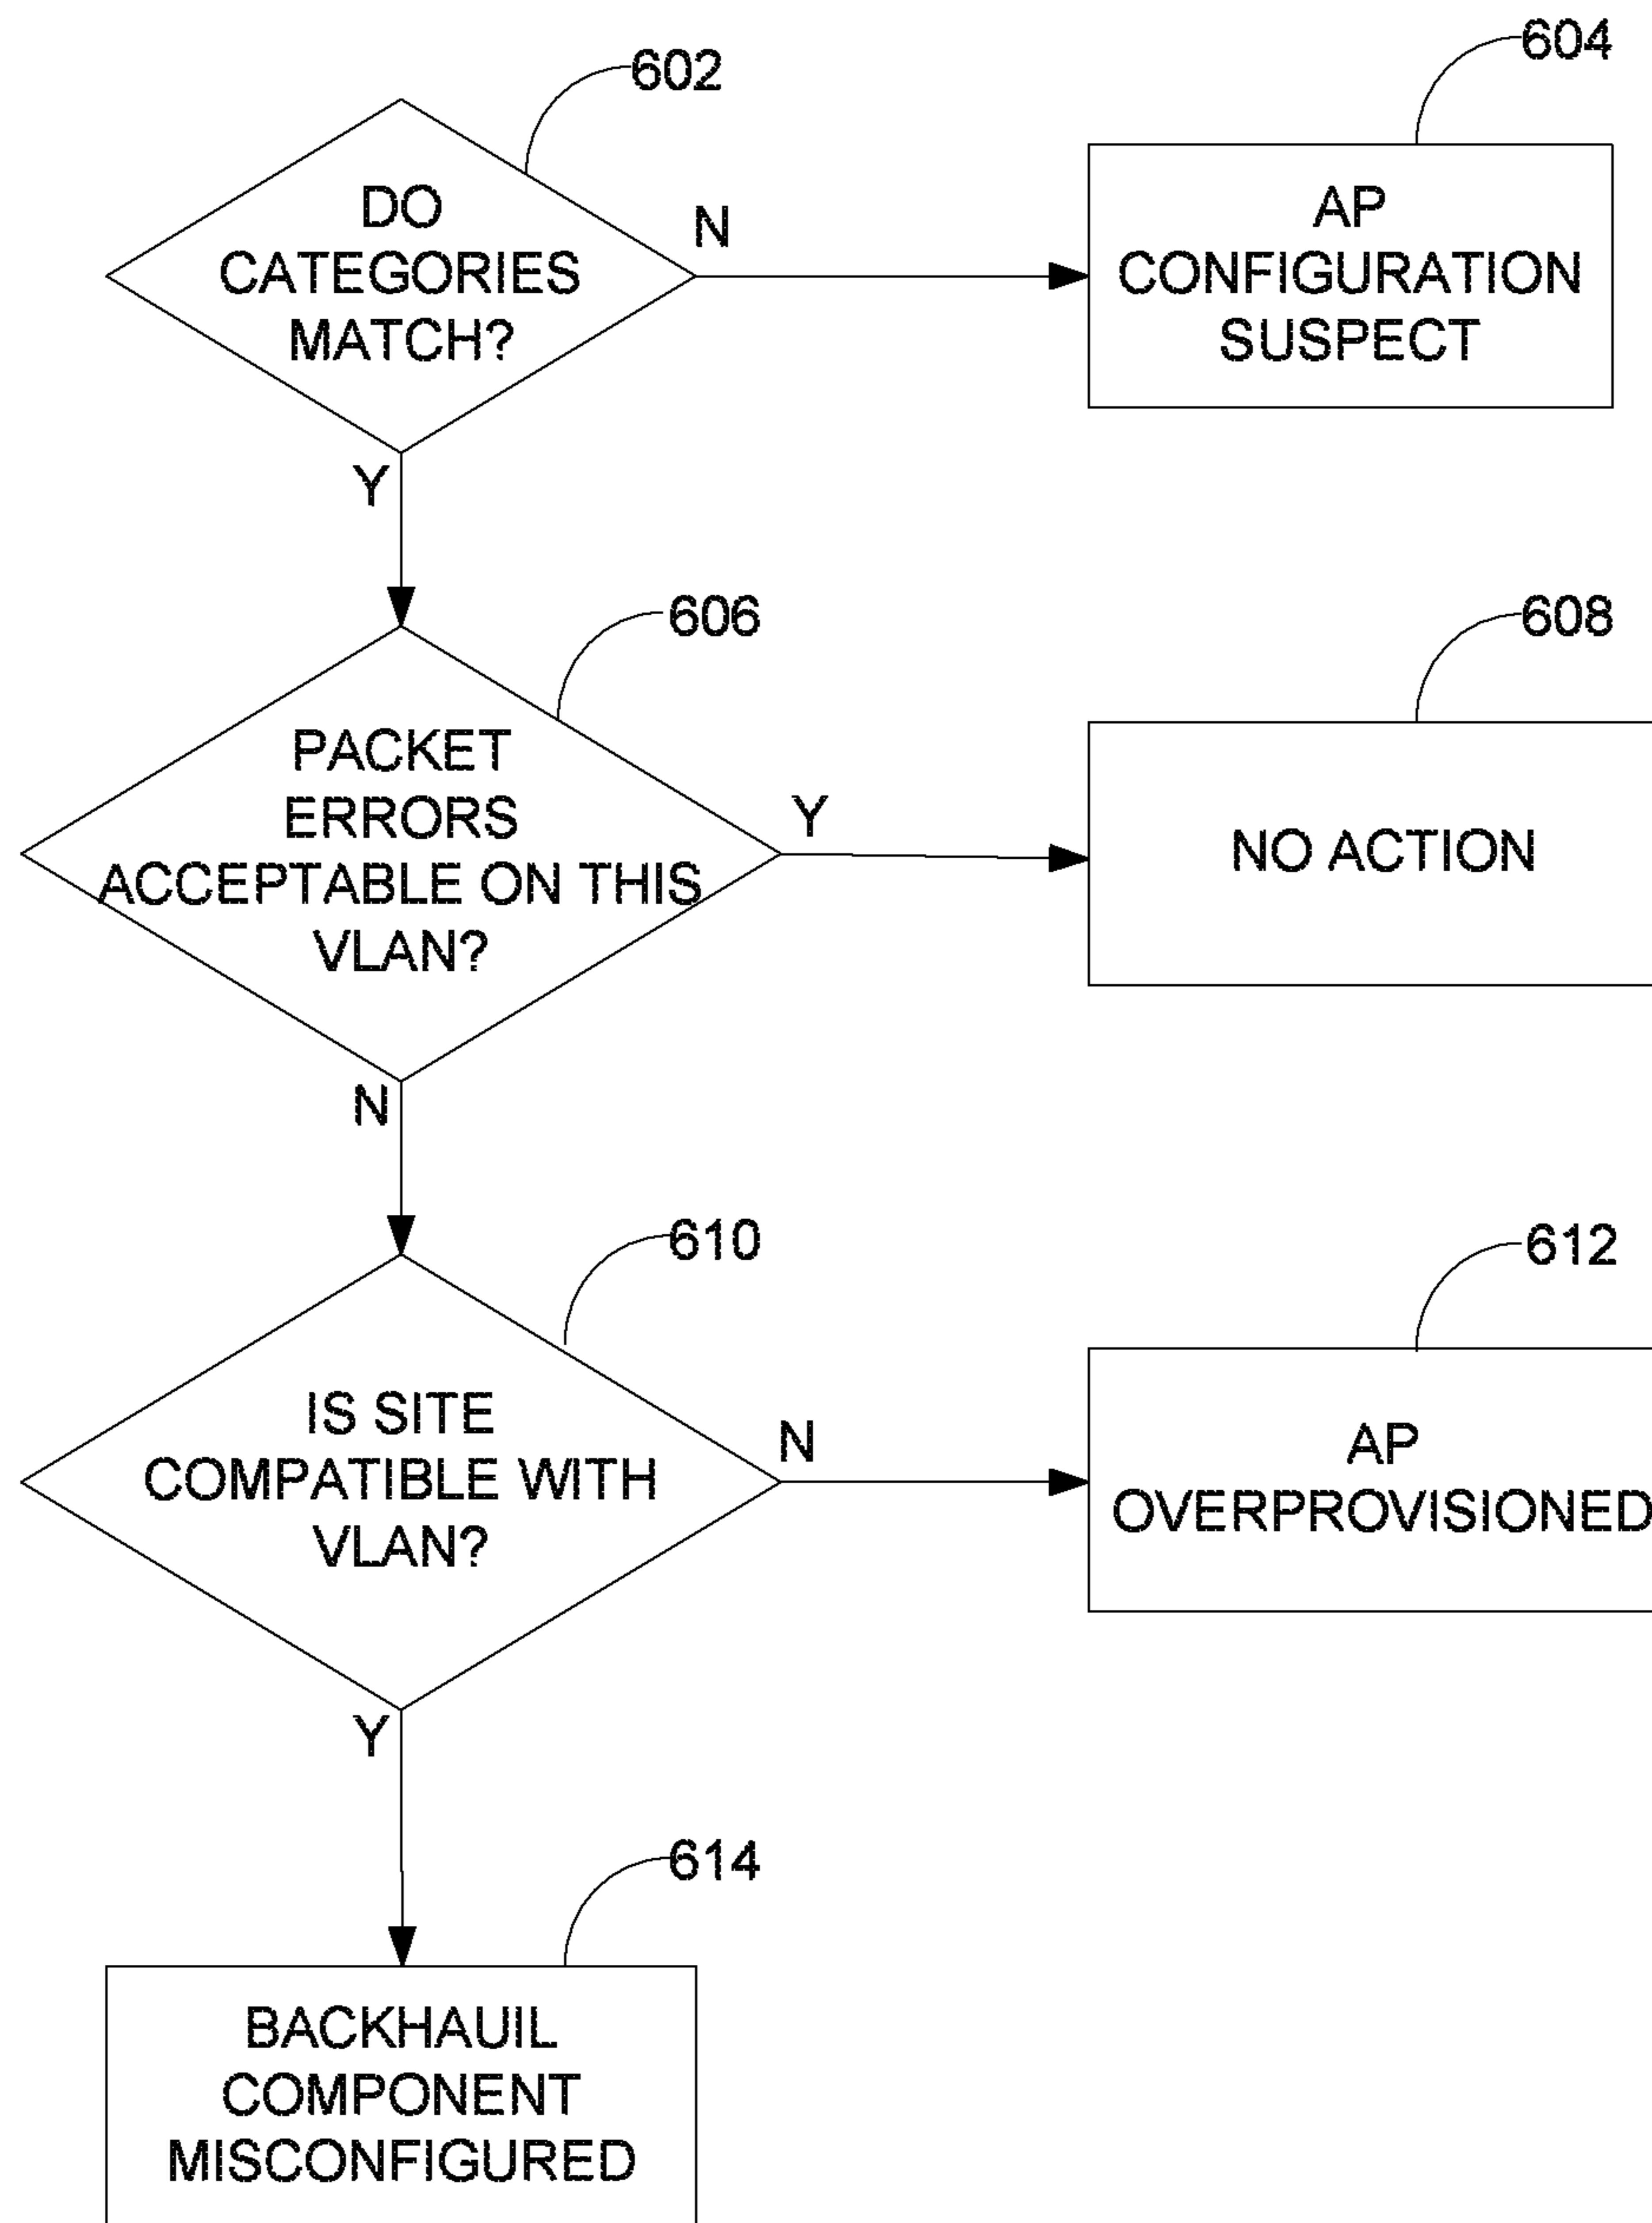 602
DO
CATEGORIES
MATCH?
N
604
AP
CONFIGURATION
SUSPECT
Y
606
PACKET
ERRORS
ACCEPTABLE ON THIS
VLAN?
Y
608
NO ACTION
N
610
IS SITE
COMPATIBLE WITH
VLAN?
N
612
AP
OVERPROVISIONED
Y
614
BACKHAUIL
COMPONENT
MISCONFIGURED